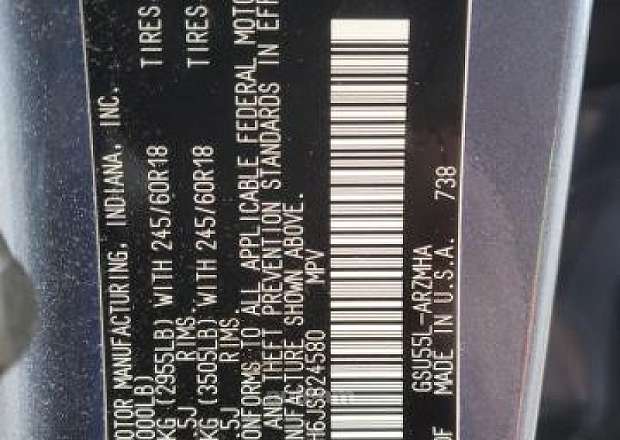 OTOR MANUFACTURING, INDIANA, INC.
000LB)
KG (2955LB) WITH 245/60R18 TIRES
5J RIMS.
KG (3505LB) WITH 245/60R18 TIRES
5J RIMS.
ONFORMS TO ALL APPLICABLE FEDERAL MOTO
AND THEFT PREVENTION STANDARDS IN EFF
NUFACTURE SHOWN ABOVE.
H6JS824580 MPV
GSU55L-ARZMHA
OF MADE IN U.S.A. 738